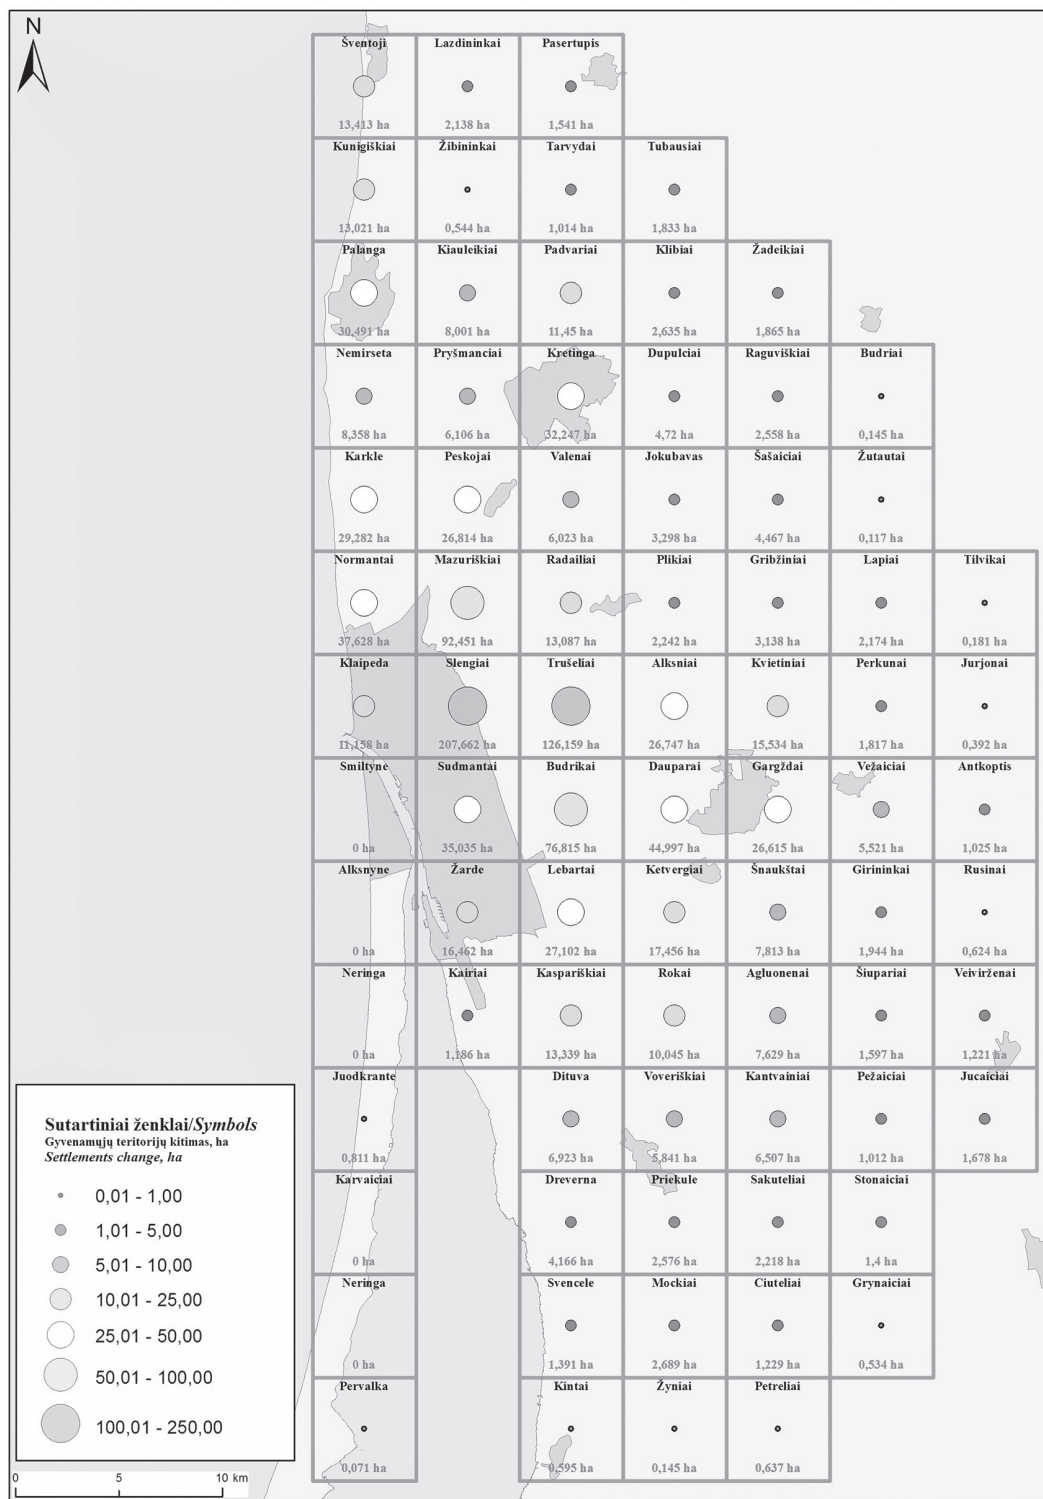 N
Šventoji Lazdininkai Pasertupis
13,413 ha 2,138 ha 1,541 ha
Kunigiškiai Žibininkai Tarvydai Tubausiai
13,021 ha 0,544 ha 1,014 ha 1,833 ha
Palanga Kiauleikiai Padvariai Klibiai Žadeikiai
30,491 ha 8,001 ha 11,45 ha 2,635 ha 1,865 ha
Nemirseta Pryšmanciai Kretinga Dupulciai Raguviškiai Budriai
8,358 ha 6,106 ha 32,247 ha 4,72 ha 2,558 ha 0,145 ha
Karkle Peskojai Valenai Jokubavas Šašaiciai Žutautai
29,282 ha 26,814 ha 6,023 ha 3,298 ha 4,467 ha 0,117 ha
Normantai Mazuriškiai Radailiai Plikiai Gribžiniai Lapiai Tilvikai
37,628 ha 92,451 ha 13,087 ha 2,242 ha 3,138 ha 2,174 ha 0,181 ha
Klaipeda Slengiai Trušeliai Alksniai Kvietiniai Perkunai Jurjonai
11,158 ha 207,662 ha 126,159 ha 26,747 ha 15,534 ha 1,817 ha 0,392 ha
Smiltyne Sudmantai Budrikai Dauparai Gargždai Vežaiciai Antkoptis
0 ha 35,035 ha 76,815 ha 44,997 ha 26,615 ha 5,521 ha 1,025 ha
Alksnyne Žarde Lebartai Ketvergiai Šnaukštai Girininkai Rusinai
0 ha 16,462 ha 27,102 ha 17,456 ha 7,813 ha 1,944 ha 0,624 ha
Neringa Kairiai Kaspariškiai Rokai Agluonenai Šiupariai Veivirženai
0 ha 1,186 ha 13,339 ha 10,045 ha 7,629 ha 1,597 ha 1,221 ha
Juodkrante Dituva Voveriškiai Kantvainiai Pežaiciai Jucaiciai
0,811 ha 6,923 ha 5,841 ha 6,507 ha 1,012 ha 1,678 ha
Karvaiciai Dreverna Priekule Sakuteliai Stonaiciai
0 ha 4,166 ha 2,576 ha 2,218 ha 1,4 ha
Neringa Svencele Mockiai Ciuteliai Grynaiciai
0 ha 1,391 ha 2,689 ha 1,229 ha 0,534 ha
Pervalka Kintai Žyniai Petreliai
0,071 ha 0,595 ha 0,145 ha 0,637 ha
Sutartiniai ženklai/Symbols
Gyvenamųjų teritorijų kitimas, ha
Settlements change, ha
0,01 - 1,00
1,01 - 5,00
5,01 - 10,00
10,01 - 25,00
25,01 - 50,00
50,01 - 100,00
100,01 - 250,00
0 5 10 km